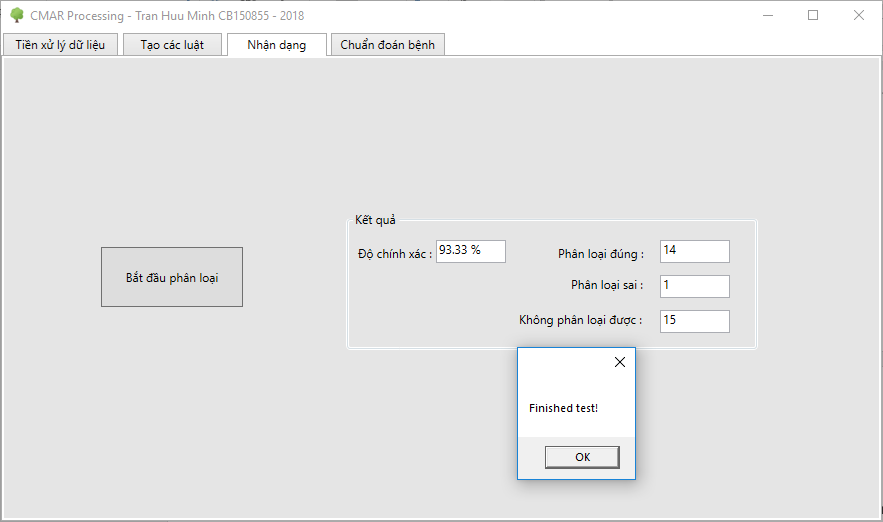 CMAR Processing - Tran Huu Minh CB150855 - 2018
Tiền xử lý dữ liệu
Tạo các luật
Nhận dạng
Chuẩn đoán bệnh
Kết quả
Độ chính xác : 93.33 %
Phân loại đúng : 14
Bắt đầu phân loại
Phân loại sai : 1
Không phân loại được : 15
Finished test!
OK